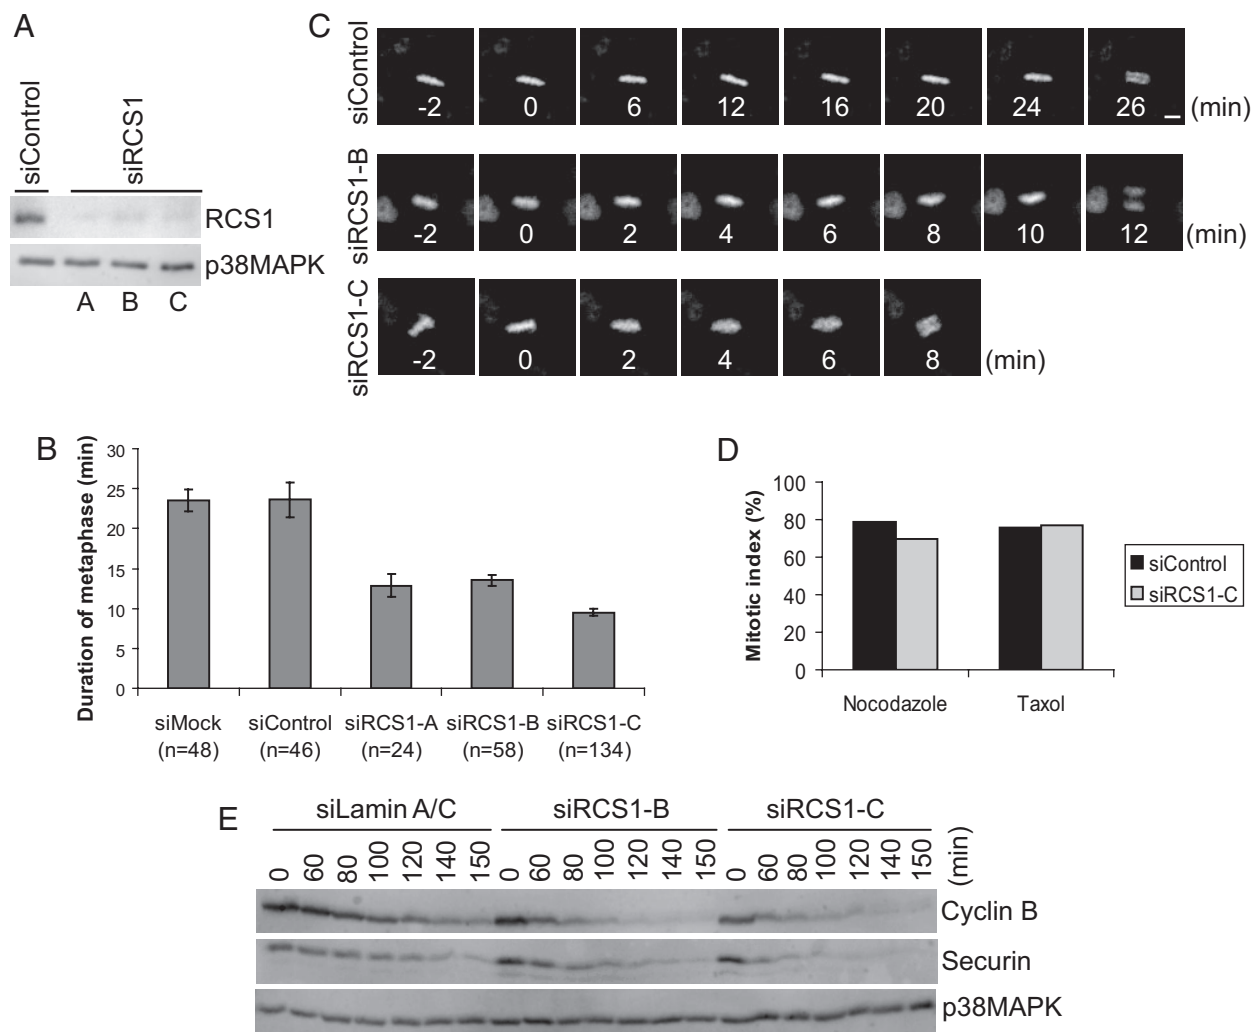 A
siControl
siRCS1
RCS1
p38MAPK
A B C
C
siControl
-2 0 6 12 16 20 24 26 (min)
siRCS1-B
-2 0 2 4 6 8 10 12 (min)
siRCS1-C
-2 0 2 4 6 8 (min)
B
Duration of metaphase (min)
30
25
20
15
10
5
0
siMock siControl siRCS1-A siRCS1-B siRCS1-C
(n=48) (n=46) (n=24) (n=58) (n=134)
D
Mitotic index (%)
100
80
60
40
20
0
Nocodazole Taxol
siControl
siRCS1-C
E
siLamin A/C siRCS1-B siRCS1-C
0 60 80 100 120 140 150 0 60 80 100 120 140 150 0 60 80 100 120 140 150 (min)
Cyclin B
Securin
p38MAPK